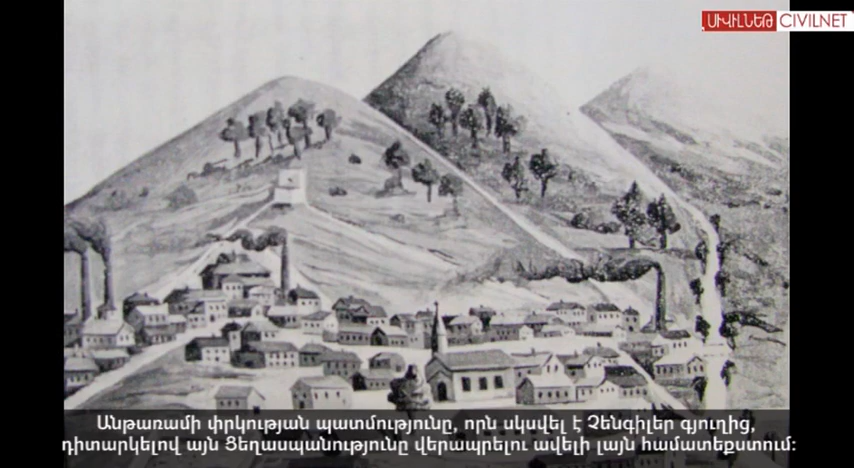 ՍԻՎԻԼՆԵԹ CIVILNET
Անթառամի փրկության պատմությունը, որն սկսվել է Չենգիլեր գյուղից,
դիտարկելով այն Ցեղասպանությունը վերապրելու ավելի լայն համատեքստում: